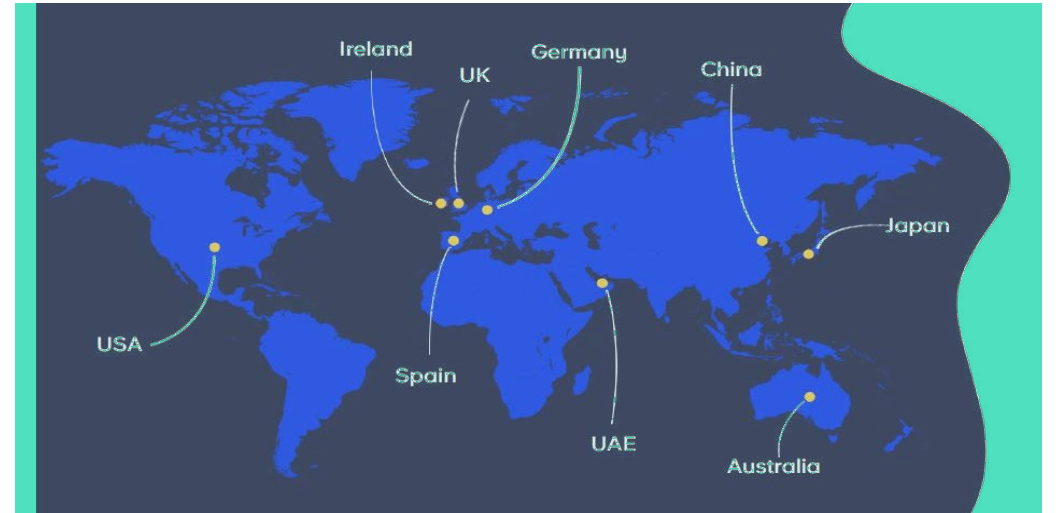 Ireland
Germany
UK
China
Japan
USA
Spain
UAE
Australia